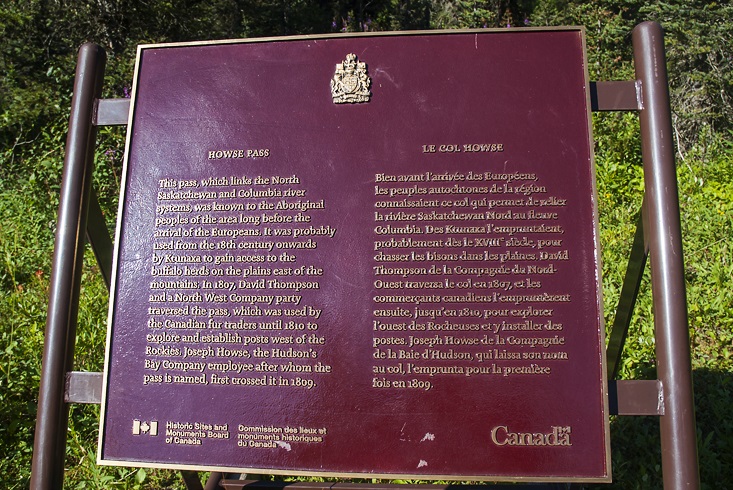 HOWSE PASS
This pass, which links the North
Saskatchewan and Columbia river
systems, was known to the Aboriginal
peoples of the area long before the
arrival of the Europeans. It was probably
used from the 18th century onwards
by Ktunaxa to gain access to the
buffalo herds on the plains east of the
mountains. In 1807, David Thompson
and a North West Company party
traversed the pass, which was used by
the Canadian fur traders until 1810 to
explore and establish posts west of the
Rockies. Joseph Howse, the Hudson's
Bay Company employee after whom the
pass is named, first crossed it in 1809.
LE COL HOWSE
Bien avant l'arrivée des Européens,
les peuples autochtones de la région
connaissaient ce col qui permet de relier
la rivière Saskatchewan Nord au fleuve
Columbia. Des Ktunaxa l'empruntaient,
probablement dès le XVIIIe siècle, pour
chasser les bisons dans les plaines. David
Thompson de la Compagnie du Nord-
Ouest traversa le col en 1807, et les
commerçants canadiens l'empruntèrent
ensuite, jusqu'en 1810, pour explorer
l'ouest des Rocheuses et y installer des
postes. Joseph Howse de la Compagnie
de la Baie d'Hudson, qui laissa son nom
au col, l'emprunta pour la première
fois en 1809.
Historic Sites and
Monuments Board
of Canada
Commission des lieux et
monuments historiques
du Canada
Canada